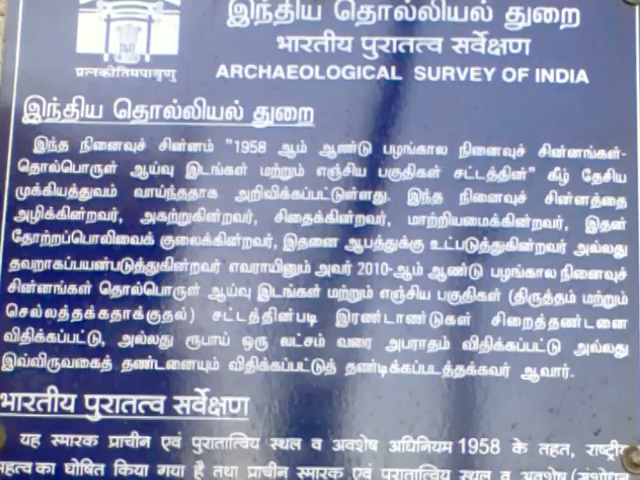 இந்திய தொல்லியல் துறை
भारतीय पुरातत्व सर्वेक्षण
प्रत्नकीर्तिमपावृणु
ARCHAEOLOGICAL SURVEY OF INDIA
இந்திய தொல்லியல் துறை
இந்த நினைவுச் சின்னம் "1958 ஆம் ஆண்டு பழங்கால நினைவுச் சின்னங்கள்-
தொல்பொருள் ஆய்வு இடங்கள் மற்றும் எஞ்சிய பகுதிகள் சட்டத்தின்" கீழ் தேசிய
முக்கியத்துவம் வாய்ந்ததாக அறிவிக்கப்பட்டுள்ளது. இந்த நினைவுச் சின்னத்தை
அழிக்கின்றவர், அகற்றுகின்றவர், சிதைக்கின்றவர், மாற்றியமைக்கின்றவர், இதன்
தோற்றப்பொலிவைக் குலைக்கின்றவர், இதனை ஆபத்துக்கு உட்படுத்துகின்றவர் அல்லது
தவறாகப்பயன்படுத்துகின்றவர் எவராயினும் அவர் 2010-ஆம் ஆண்டு பழங்கால நினைவுச்
சின்னங்கள் தொல்பொருள் ஆய்வு இடங்கள் மற்றும் எஞ்சிய பகுதிகள் (திருத்தம் மற்றும்
செல்லத்தக்கதாக்குதல்) சட்டத்தின்படி இரண்டாண்டுகள் சிறைத்தண்டனை
விதிக்கப்பட்டு, அல்லது ரூபாய் ஒரு லட்சம் வரை அபராதம் விதிக்கப்பட்டு அல்லது
இவ்விருவகைத் தண்டனையும் விதிக்கப்பட்டுத் தண்டிக்கப்படத்தக்கவர் ஆவார்.
भारतीय पुरातत्व सर्वेक्षण
यह स्मारक प्राचीन एवं पुरातात्विय स्थल व अवशेष अधिनियम 1958 के तहत, राष्ट्रीय
महत्व का घोषित किया गया है तथा प्राचीन स्मारक एवं पुरातात्विय स्थल व अवशेष (संशोधन